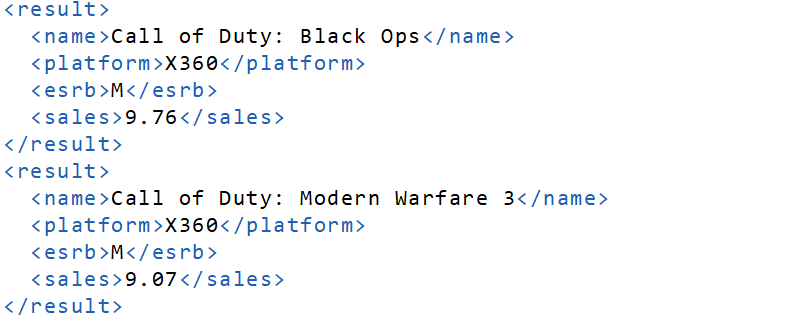 <result>
  <name>Call of Duty: Black Ops</name>
  <platform>X360</platform>
  <esrb>M</esrb>
  <sales>9.76</sales>
</result>
<result>
  <name>Call of Duty: Modern Warfare 3</name>
  <platform>X360</platform>
  <esrb>M</esrb>
  <sales>9.07</sales>
</result>